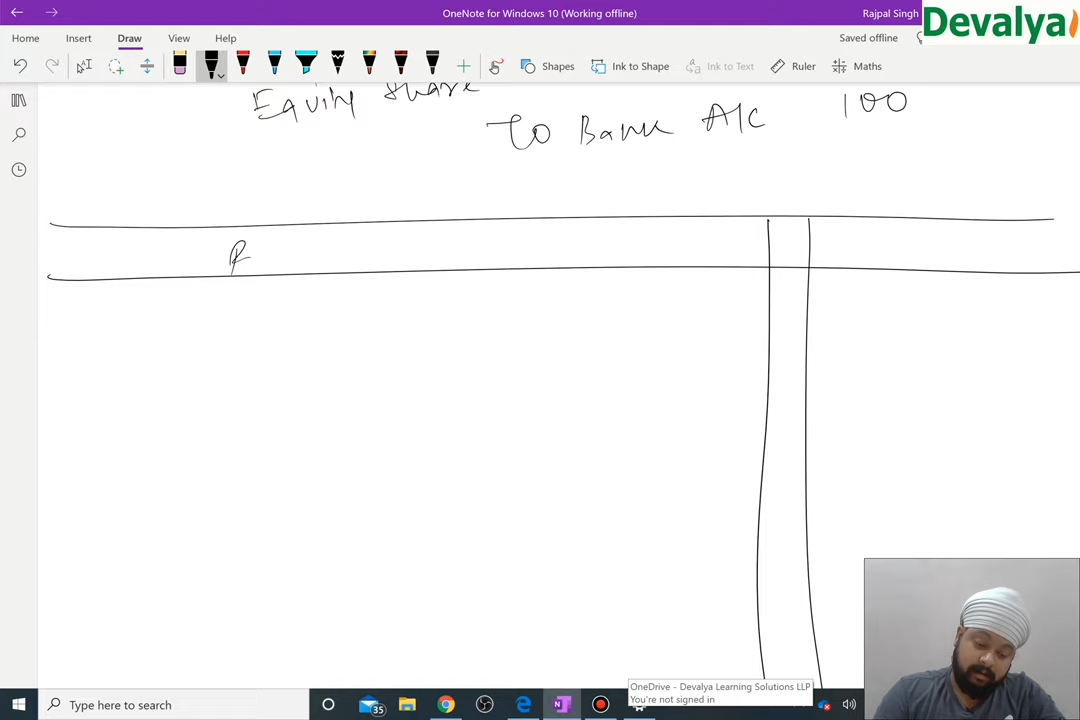 OneNote for Windows 10 (Working offline)
Rajpal Singh
Devalya
Home Insert Draw View Help
Saved offline
Shapes Ink to Shape Ink to Text Ruler Maths
Equity Share
To Bank A/c 100
OneDrive - Devalya Learning Solutions LLP
You're not signed in
Type here to search
35